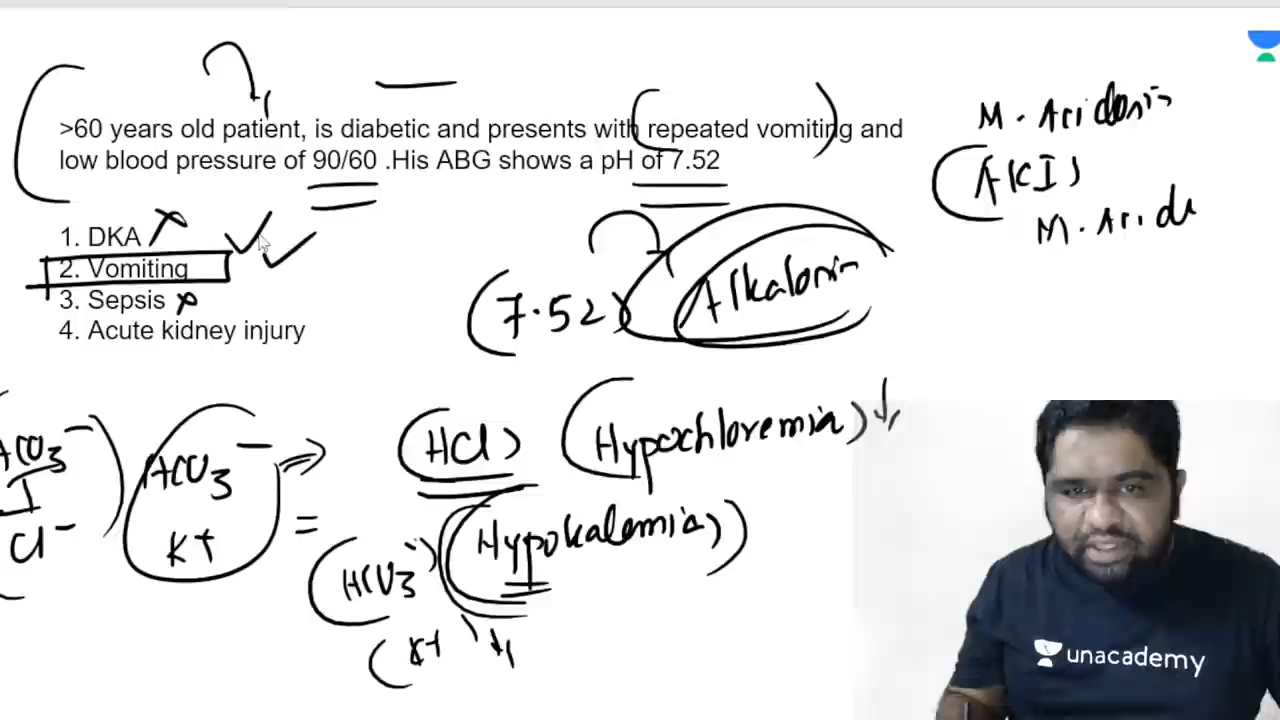 >60 years old patient, is diabetic and presents with repeated vomiting and
low blood pressure of 90/60 .His ABG shows a pH of 7.52
1. DKA
2. Vomiting
3. Sepsis
4. Acute kidney injury
M. Acidosis
AKI
M. Acido
(7.52) Alkalosis
HCO3-
Cl-
HCO3-
K+
=
(HCl) (Hypochloremia) ↓
(HCO3-) (Hypokalemia)
(K+) ↓
unacademy